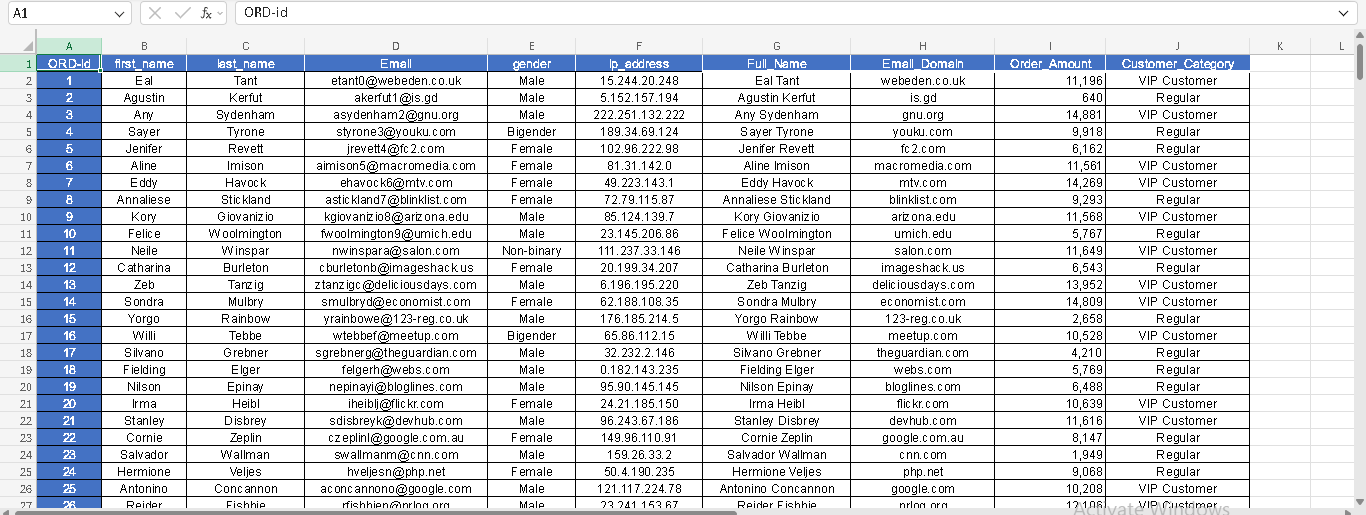 A1 fx ORD-id
A B C D E F G H I J K L
1 ORD-id first_name last_name Email gender Ip_address Full_Name Email_Domain Order_Amount Customer_Category
2 1 Eal Tant etant0@webeden.co.uk Male 15.244.20.248 Eal Tant webeden.co.uk 11,196 VIP Customer
3 2 Agustin Kerfut akerfut1@is.gd Male 5.152.157.194 Agustin Kerfut is.gd 640 Regular
4 3 Any Sydenham asydenham2@gnu.org Male 222.251.132.222 Any Sydenham gnu.org 14,881 VIP Customer
5 4 Sayer Tyrone styrone3@youku.com Bigender 189.34.69.124 Sayer Tyrone youku.com 9,918 Regular
6 5 Jenifer Revett jrevett4@fc2.com Female 102.96.222.98 Jenifer Revett fc2.com 6,162 Regular
7 6 Aline Imison aimison5@macromedia.com Female 81.31.142.0 Aline Imison macromedia.com 11,561 VIP Customer
8 7 Eddy Havock ehavock6@mtv.com Female 49.223.143.1 Eddy Havock mtv.com 14,269 VIP Customer
9 8 Annaliese Stickland astickland7@blinklist.com Female 72.79.115.87 Annaliese Stickland blinklist.com 9,293 Regular
10 9 Kory Giovanizio kgiovanizio8@arizona.edu Male 85.124.139.7 Kory Giovanizio arizona.edu 11,568 VIP Customer
11 10 Felice Woolmington fwoolmington9@umich.edu Male 23.145.206.86 Felice Woolmington umich.edu 5,767 Regular
12 11 Neile Winspar nwinspara@salon.com Non-binary 111.237.33.146 Neile Winspar salon.com 11,649 VIP Customer
13 12 Catharina Burleton cburletonb@imageshack.us Female 20.199.34.207 Catharina Burleton imageshack.us 6,543 Regular
14 13 Zeb Tanzig ztanzigc@deliciousdays.com Male 6.196.195.220 Zeb Tanzig deliciousdays.com 13,952 VIP Customer
15 14 Sondra Mulbry smulbryd@economist.com Female 62.188.108.35 Sondra Mulbry economist.com 14,809 VIP Customer
16 15 Yorgo Rainbow yrainbowe@123-reg.co.uk Male 176.185.214.5 Yorgo Rainbow 123-reg.co.uk 2,658 Regular
17 16 Willi Tebbe wtebbef@meetup.com Bigender 65.86.112.15 Willi Tebbe meetup.com 10,528 VIP Customer
18 17 Silvano Grebner sgrebnerg@theguardian.com Male 32.232.2.146 Silvano Grebner theguardian.com 4,210 Regular
19 18 Fielding Elger felgerh@webs.com Male 0.182.143.235 Fielding Elger webs.com 5,769 Regular
20 19 Nilson Epinay nepinayi@bloglines.com Male 95.90.145.145 Nilson Epinay bloglines.com 6,488 Regular
21 20 Irma Heibl iheiblj@flickr.com Female 24.21.185.150 Irma Heibl flickr.com 10,639 VIP Customer
22 21 Stanley Disbrey sdisbreyk@devhub.com Male 96.243.67.186 Stanley Disbrey devhub.com 11,616 VIP Customer
23 22 Cornie Zeplin czeplinl@google.com.au Female 149.96.110.91 Cornie Zeplin google.com.au 8,147 Regular
24 23 Salvador Wallman swallmanm@cnn.com Male 159.26.33.2 Salvador Wallman cnn.com 1,949 Regular
25 24 Hermione Veljes hveljesn@php.net Female 50.4.190.235 Hermione Veljes php.net 9,068 Regular
26 25 Antonino Concannon aconcannono@google.com Male 121.117.224.78 Antonino Concannon google.com 10,208 VIP Customer
27 26 Reider Fishbie Male 23.241.153.67 Reider Fishbie nrlog.org 12,106 VIP Customer
Activate Windows